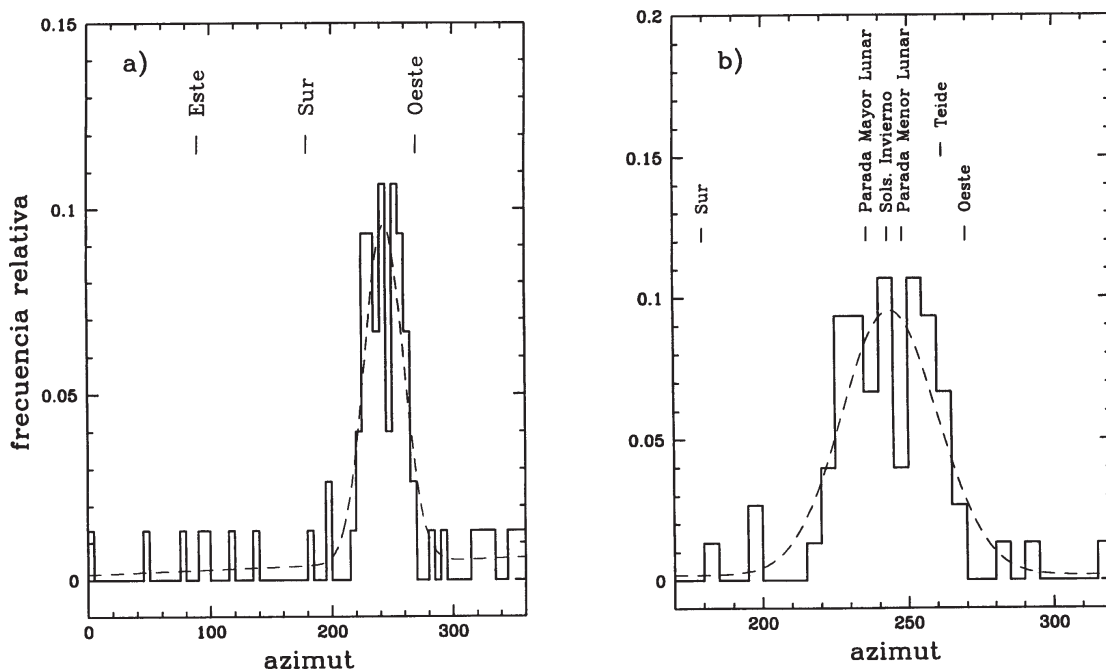 a)
Este
Sur
Oeste
0.15
0.1
0.05
0
frecuencia relativa
0
100
200
300
azimut
b)
Sur
Parada Mayor Lunar
Sols. Invierno
Parada Menor Lunar
Teide
Oeste
0.2
0.15
0.1
0.05
0
200
250
300
azimut